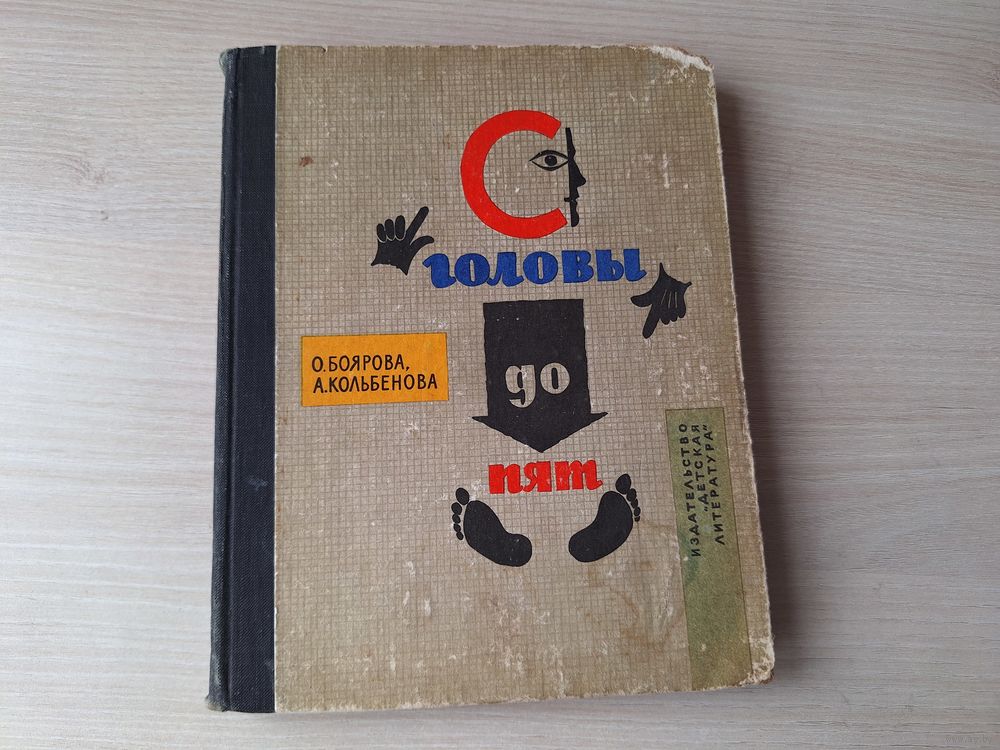 С
головы
О.БОЯРОВА,
А.КОЛЬБЕНОВА
до
пят
ИЗДАТЕЛЬСТВО
„ДЕТСКАЯ
ЛИТЕРАТУРА"